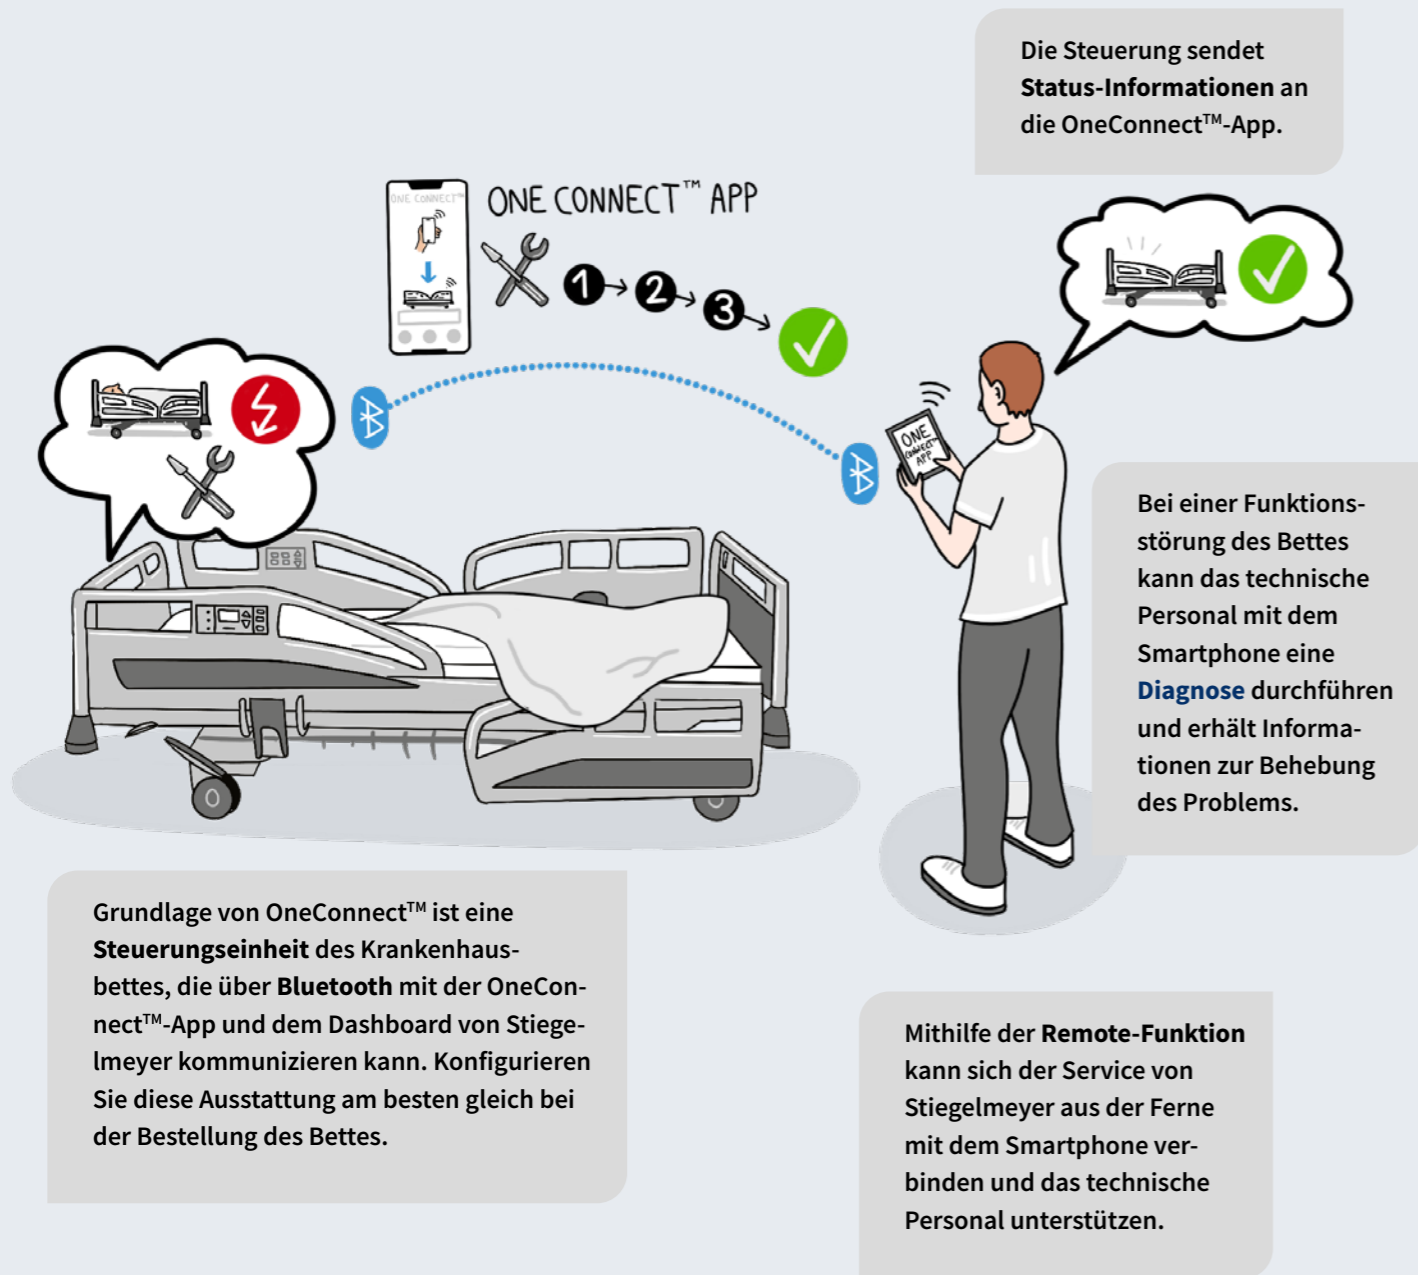 Die Steuerung sendet
Status-Informationen an
die OneConnect™-App.
ONE CONNECT™
ONE CONNECT™ APP
1 2 3
ONE
CONNECT™
APP
Bei einer Funktions-
störung des Bettes
kann das technische
Personal mit dem
Smartphone eine
Diagnose durchführen
und erhält Informa-
tionen zur Behebung
des Problems.
Grundlage von OneConnect™ ist eine
Steuerungseinheit des Krankenhaus-
bettes, die über Bluetooth mit der OneCon-
nect™-App und dem Dashboard von Stiege-
lmeyer kommunizieren kann. Konfigurieren
Sie diese Ausstattung am besten gleich bei
der Bestellung des Bettes.
Mithilfe der Remote-Funktion
kann sich der Service von
Stiegelmeyer aus der Ferne
mit dem Smartphone ver-
binden und das technische
Personal unterstützen.